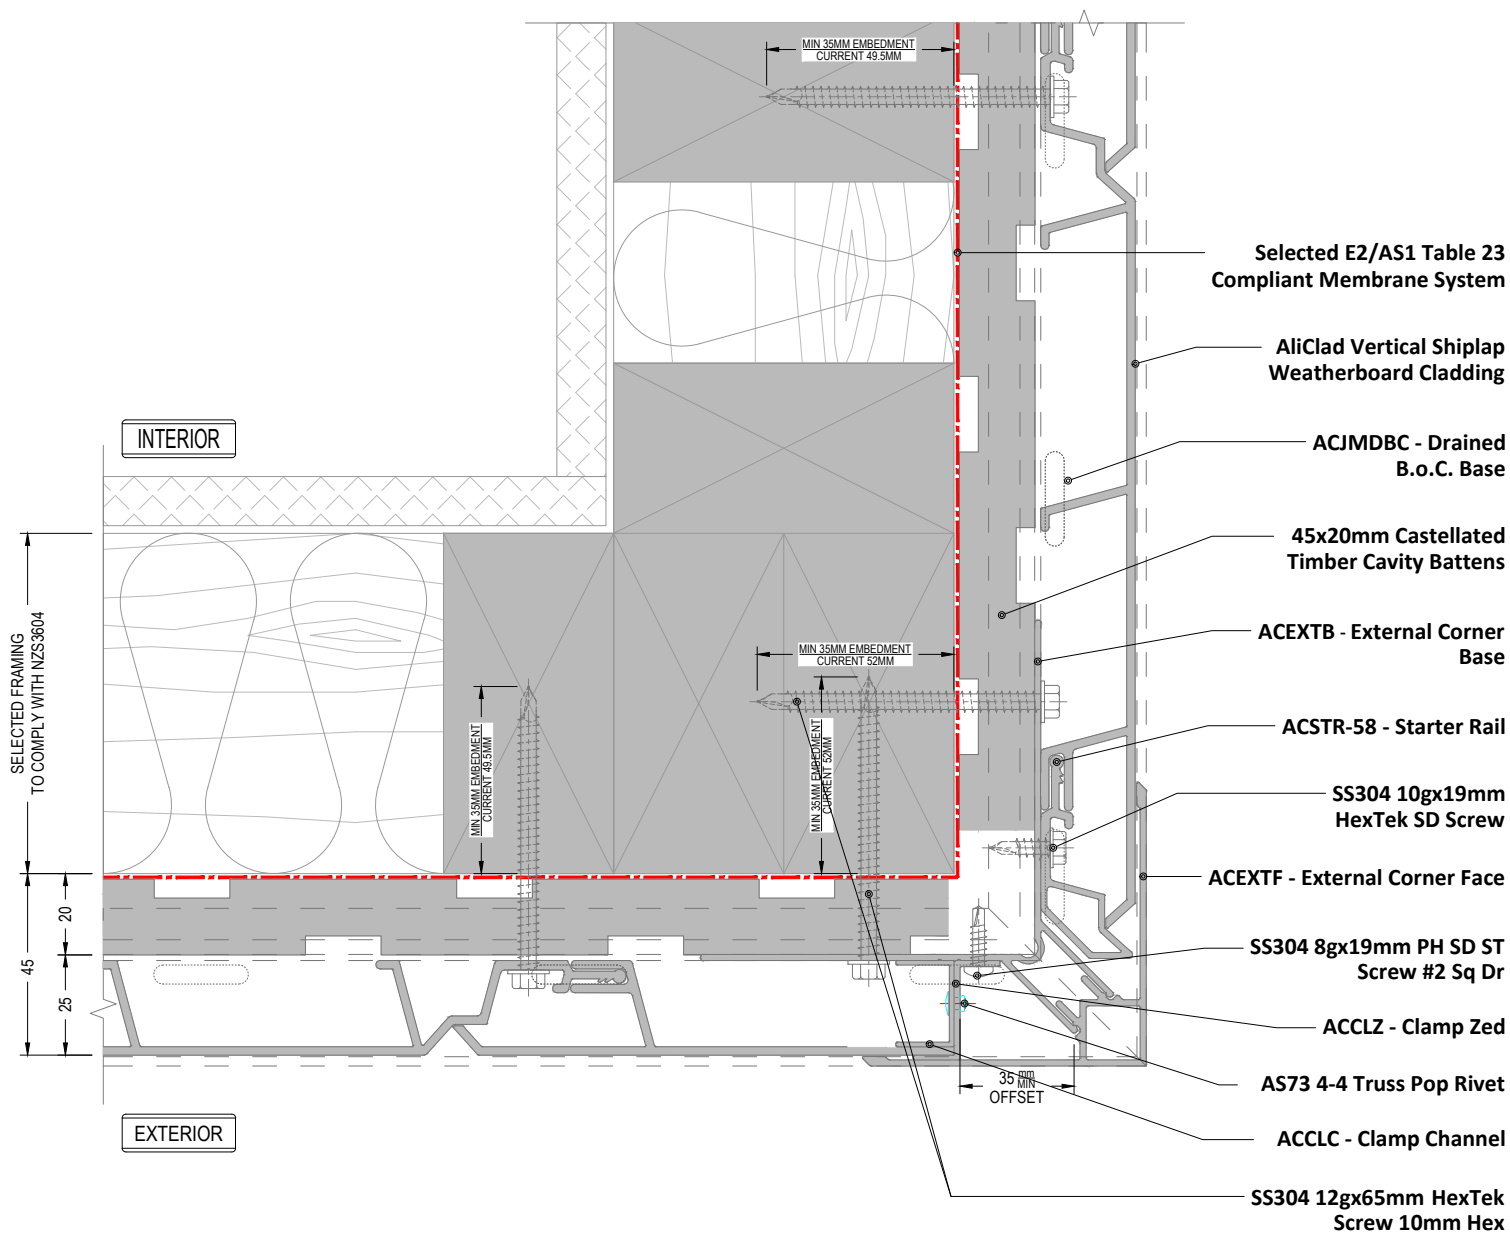 MIN 35MM EMBEDMENT
CURRENT 49.5MM
Selected E2/AS1 Table 23
Compliant Membrane System
AliClad Vertical Shiplap
Weatherboard Cladding
INTERIOR
ACJMDBC - Drained
B.o.C. Base
45x20mm Castellated
Timber Cavity Battens
SELECTED FRAMING
TO COMPLY WITH NZS3604
MIN 35MM EMBEDMENT
CURRENT 52MM
ACEXTB - External Corner
Base
MIN 35MM EMBEDMENT
CURRENT 49.5MM
MIN 35MM EMBEDMENT
CURRENT 52MM
ACSTR-58 - Starter Rail
SS304 10gx19mm
HexTek SD Screw
ACEXTF - External Corner Face
20
45
25
SS304 8gx19mm PH SD ST
Screw #2 Sq Dr
ACCLZ - Clamp Zed
35 mm MIN
OFFSET
AS73 4-4 Truss Pop Rivet
EXTERIOR
ACCLC - Clamp Channel
SS304 12gx65mm HexTek
Screw 10mm Hex